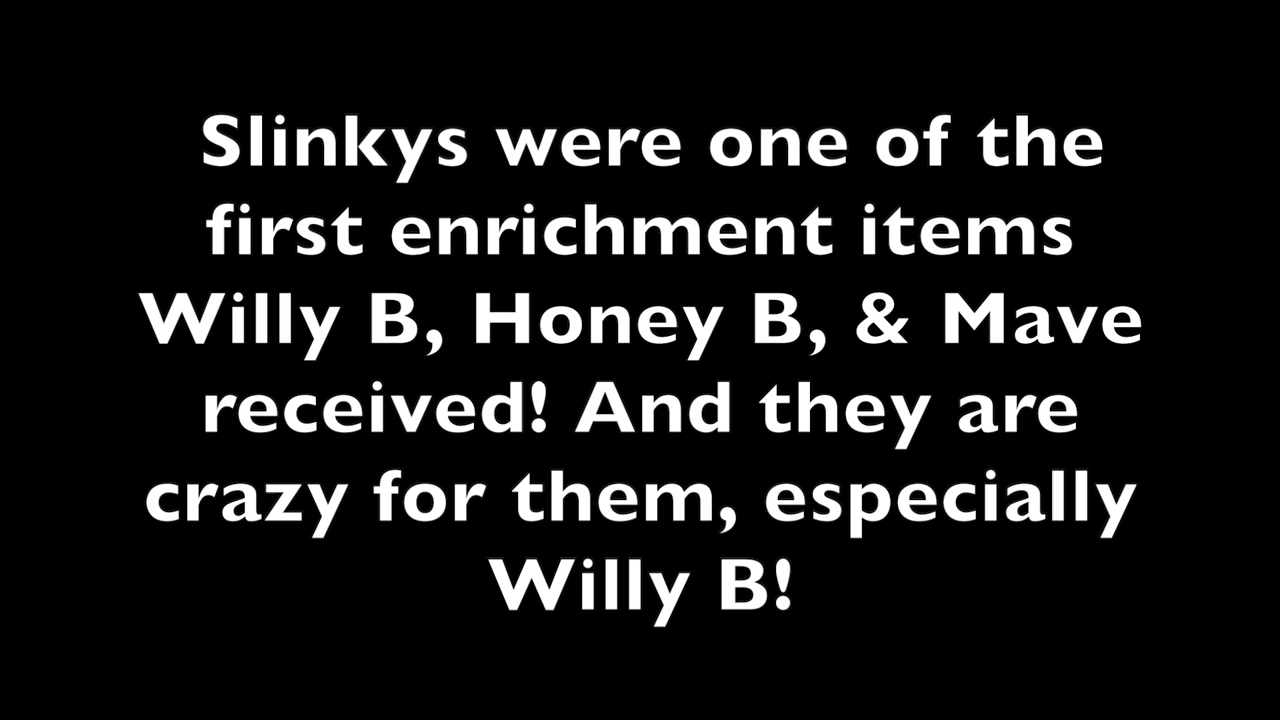 Slinkys were one of the
first enrichment items
Willy B, Honey B, & Mave
received! And they are
crazy for them, especially
Willy B!